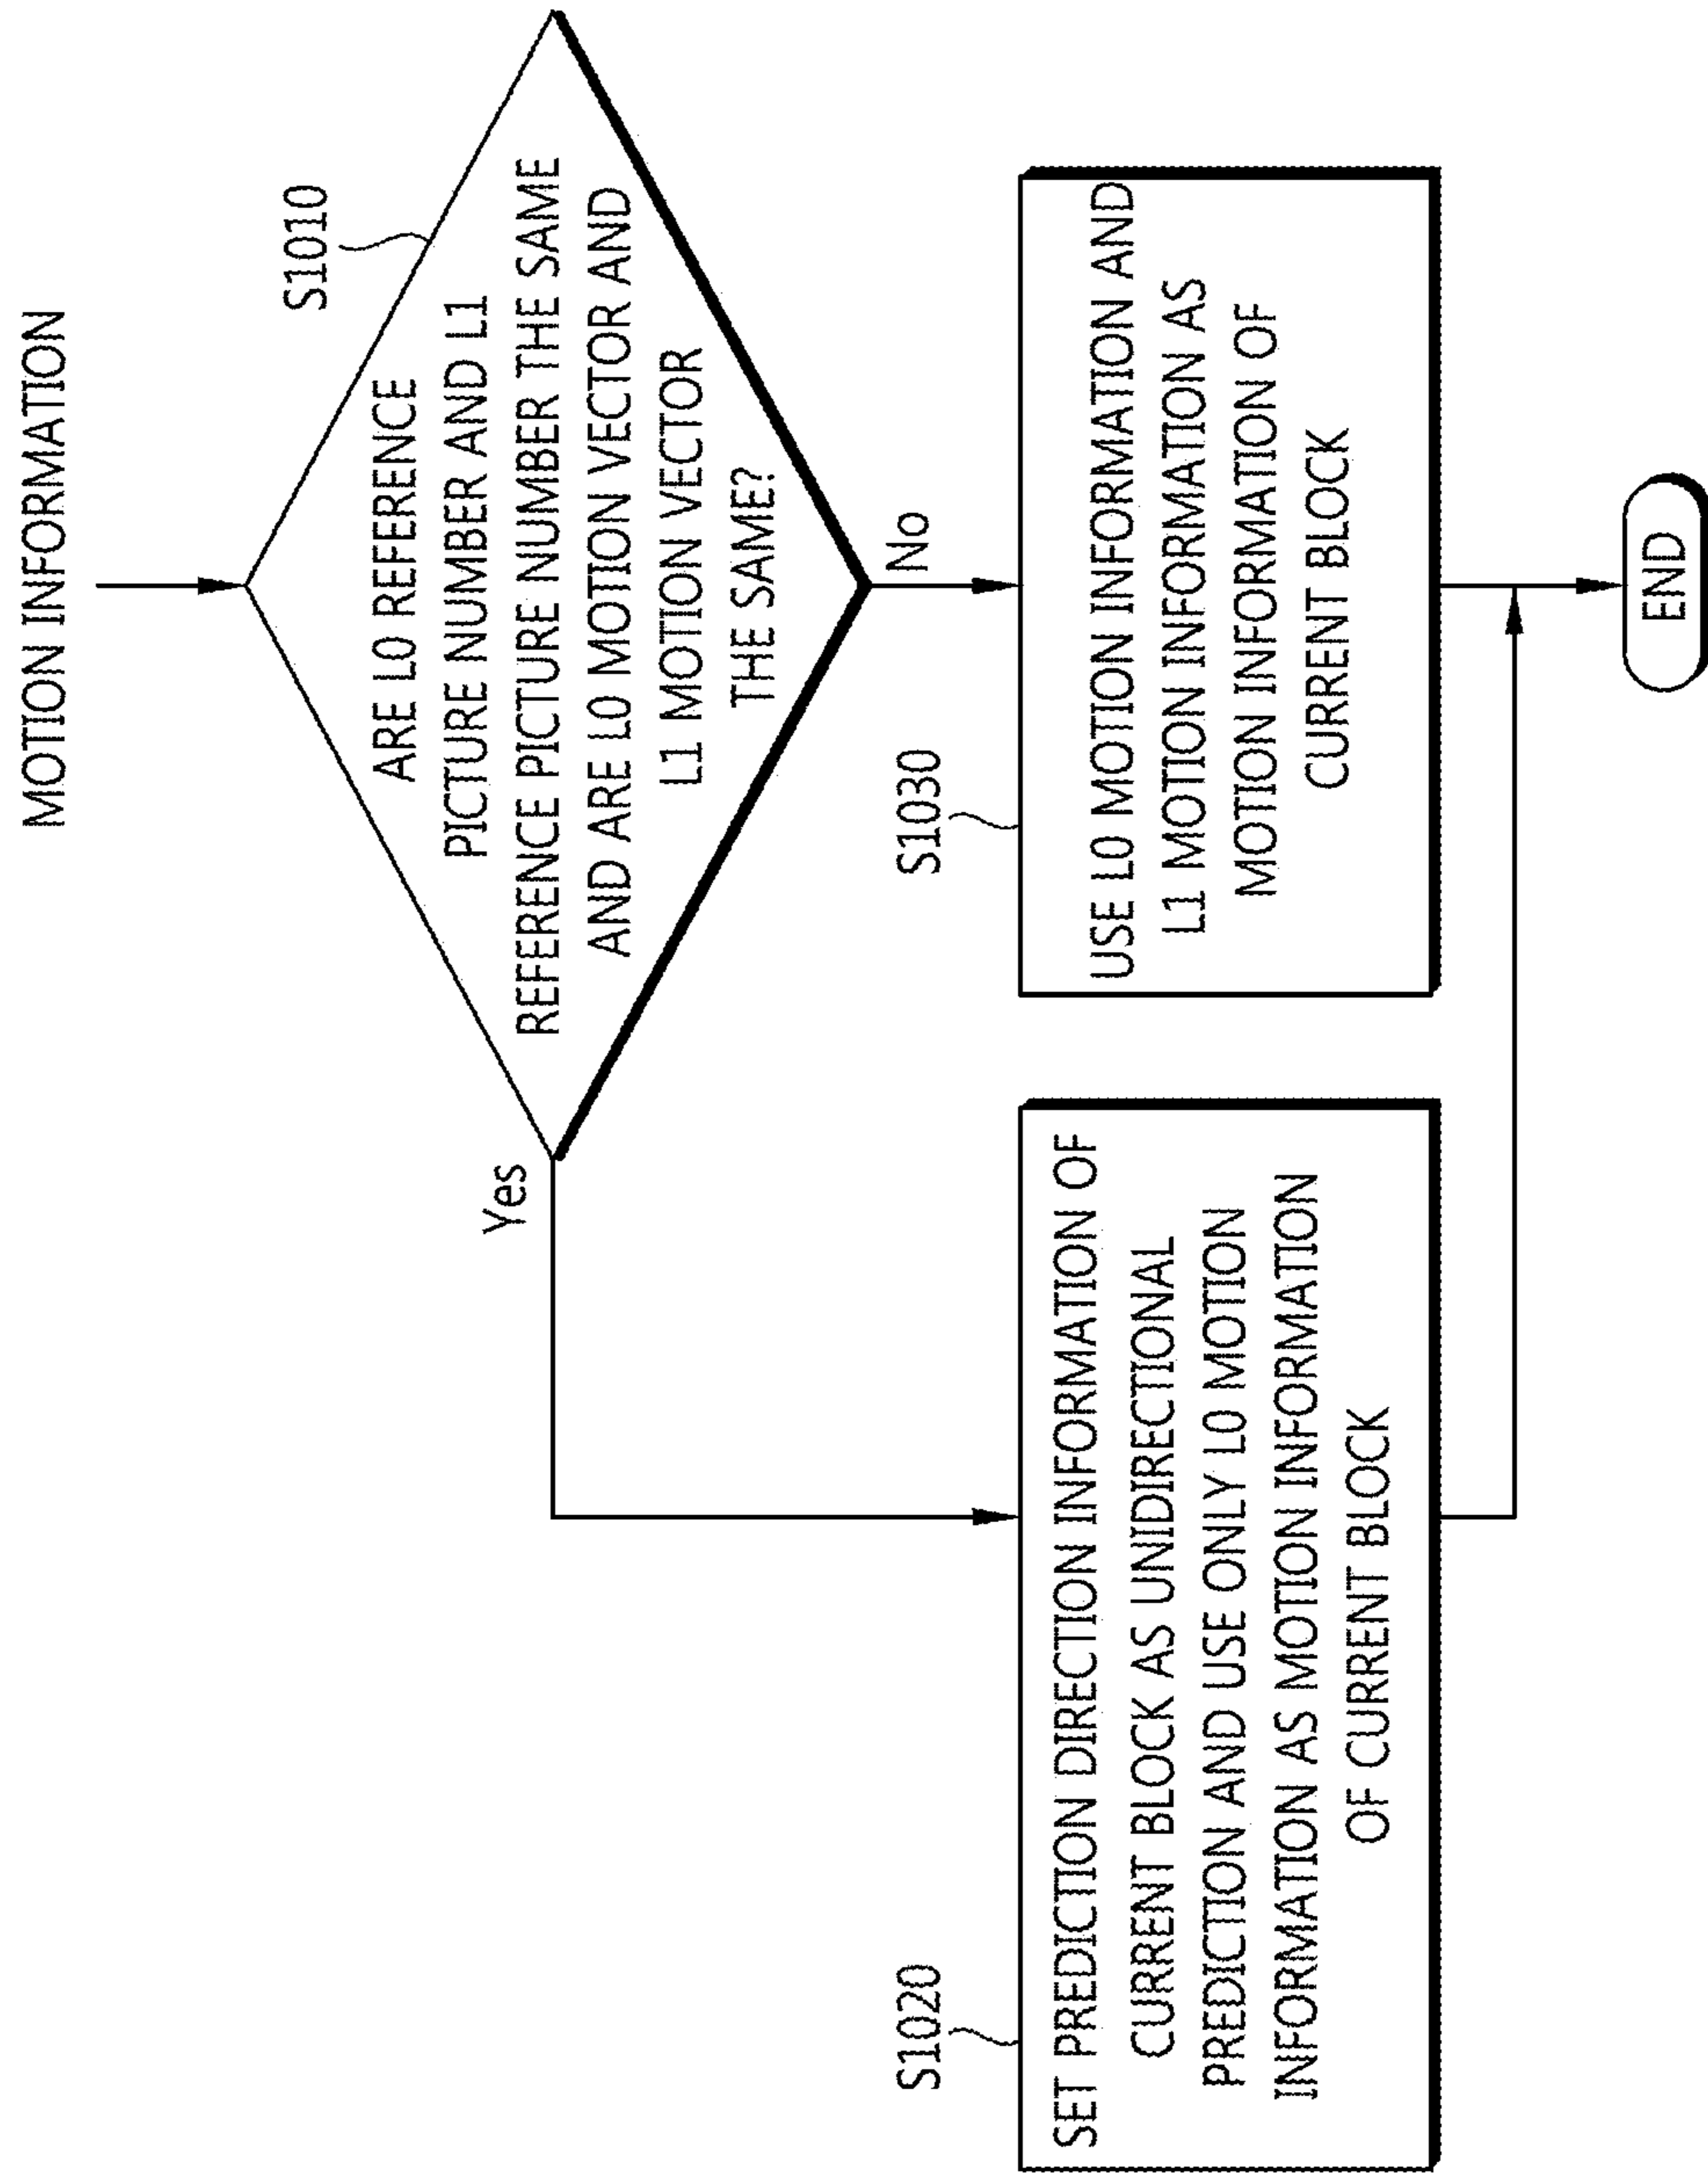 MOTION INFORMATION
S1010
ARE L0 REFERENCE
PICTURE NUMBER AND L1
REFERENCE PICTURE NUMBER THE SAME
AND ARE L0 MOTION VECTOR AND
L1 MOTION VECTOR
THE SAME?
Yes
No
S1020
SET PREDICTION DIRECTION INFORMATION OF
CURRENT BLOCK AS UNIDIRECTIONAL
PREDICTION AND USE ONLY L0 MOTION
INFORMATION AS MOTION INFORMATION
OF CURRENT BLOCK
S1030
USE L0 MOTION INFORMATION AND
L1 MOTION INFORMATION AS
MOTION INFORMATION OF
CURRENT BLOCK
END